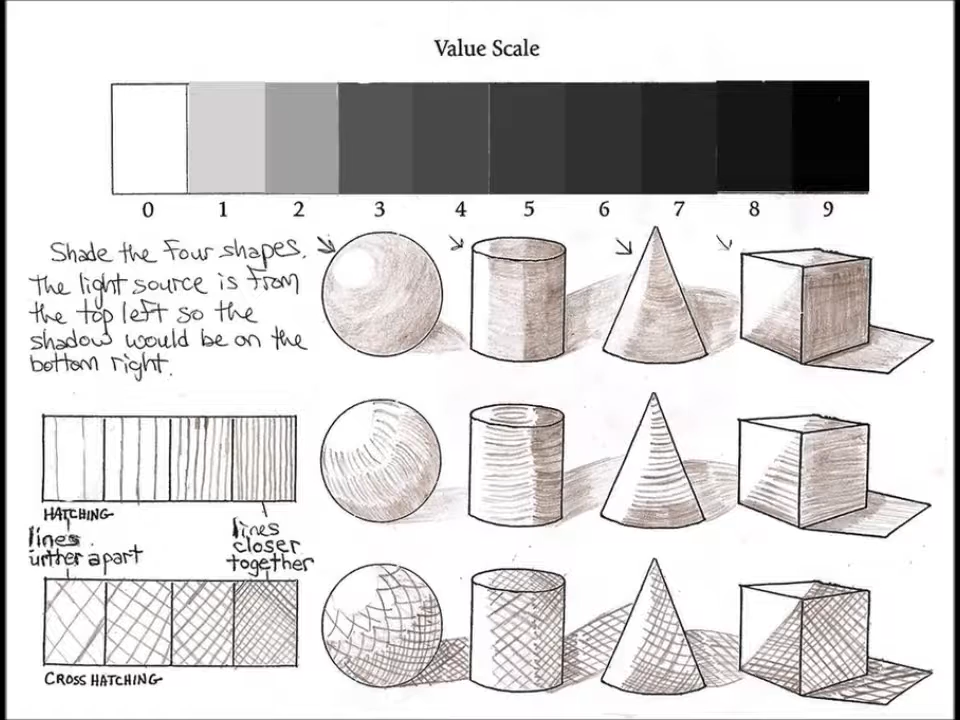 Value Scale
0 1 2 3 4 5 6 7 8 9
Shade the four shapes.
The light source is from
the top left so the
shadow would be on the
bottom right.
HATCHING
lines
urther apart
lines
closer
together
CROSS HATCHING